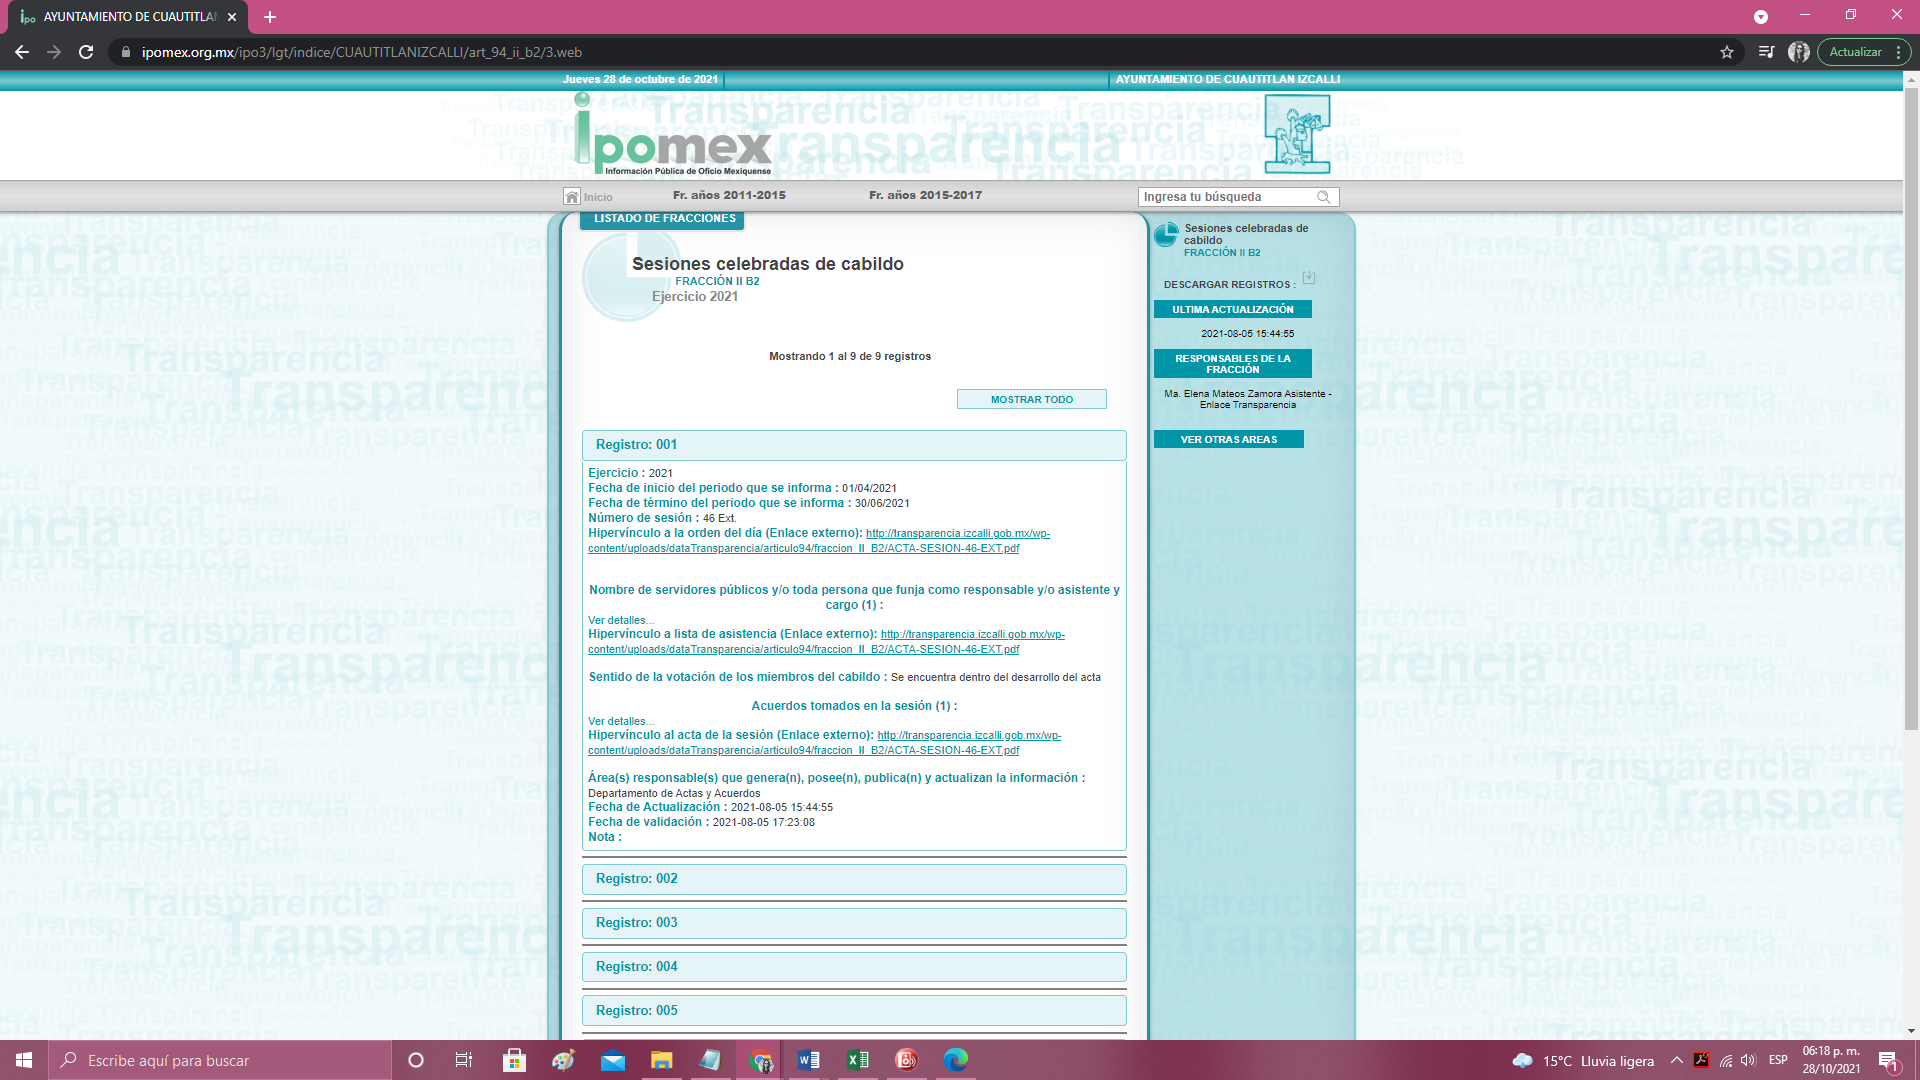 AYUNTAMIENTO DE CUAUTITLAN
ipomex.org.mx/ipo3/lgt/indice/CUAUTITLANIZCALLI/art_94_ii_b2/3.web
Actualizar
Jueves 28 de octubre de 2021
AYUNTAMIENTO DE CUAUTITLAN IZCALLI
ipomex
Información Pública de Oficio Mexiquense
Transparencia
Inicio
Fr. años 2011-2015
Fr. años 2015-2017
Ingresa tu búsqueda
LISTADO DE FRACCIONES
Sesiones celebradas de cabildo
FRACCIÓN II B2
Ejercicio 2021
Mostrando 1 al 9 de 9 registros
MOSTRAR TODO
Registro: 001
Ejercicio : 2021
Fecha de inicio del periodo que se informa : 01/04/2021
Fecha de término del periodo que se informa : 30/06/2021
Número de sesión : 46 Ext.
Hipervínculo a la orden del día (Enlace externo): http://transparencia.izcalli.gob.mx/wp-
content/uploads/dataTransparencia/articulo94/fraccion_II_B2/ACTA-SESION-46-EXT.pdf
Nombre de servidores públicos y/o toda persona que funja como responsable y/o asistente y
cargo (1) :
Ver detalles...
Hipervínculo a lista de asistencia (Enlace externo): http://transparencia.izcalli.gob.mx/wp-
content/uploads/dataTransparencia/articulo94/fraccion_II_B2/ACTA-SESION-46-EXT.pdf
Sentido de la votación de los miembros del cabildo : Se encuentra dentro del desarrollo del acta
Acuerdos tomados en la sesión (1) :
Ver detalles...
Hipervínculo al acta de la sesión (Enlace externo): http://transparencia.izcalli.gob.mx/wp-
content/uploads/dataTransparencia/articulo94/fraccion_II_B2/ACTA-SESION-46-EXT.pdf
Área(s) responsable(s) que genera(n), posee(n), publica(n) y actualizan la información :
Departamento de Actas y Acuerdos
Fecha de Actualización : 2021-08-05 15:44:55
Fecha de validación : 2021-08-05 17:23:08
Nota :
Registro: 002
Registro: 003
Registro: 004
Registro: 005
Sesiones celebradas de
cabildo
FRACCIÓN II B2
DESCARGAR REGISTROS :
ULTIMA ACTUALIZACIÓN
2021-08-05 15:44:55
RESPONSABLES DE LA
FRACCIÓN
Ma. Elena Mateos Zamora Asistente -
Enlace Transparencia
VER OTRAS AREAS
Escribe aquí para buscar
15°C Lluvia ligera
ESP
06:18 p. m.
28/10/2021
1